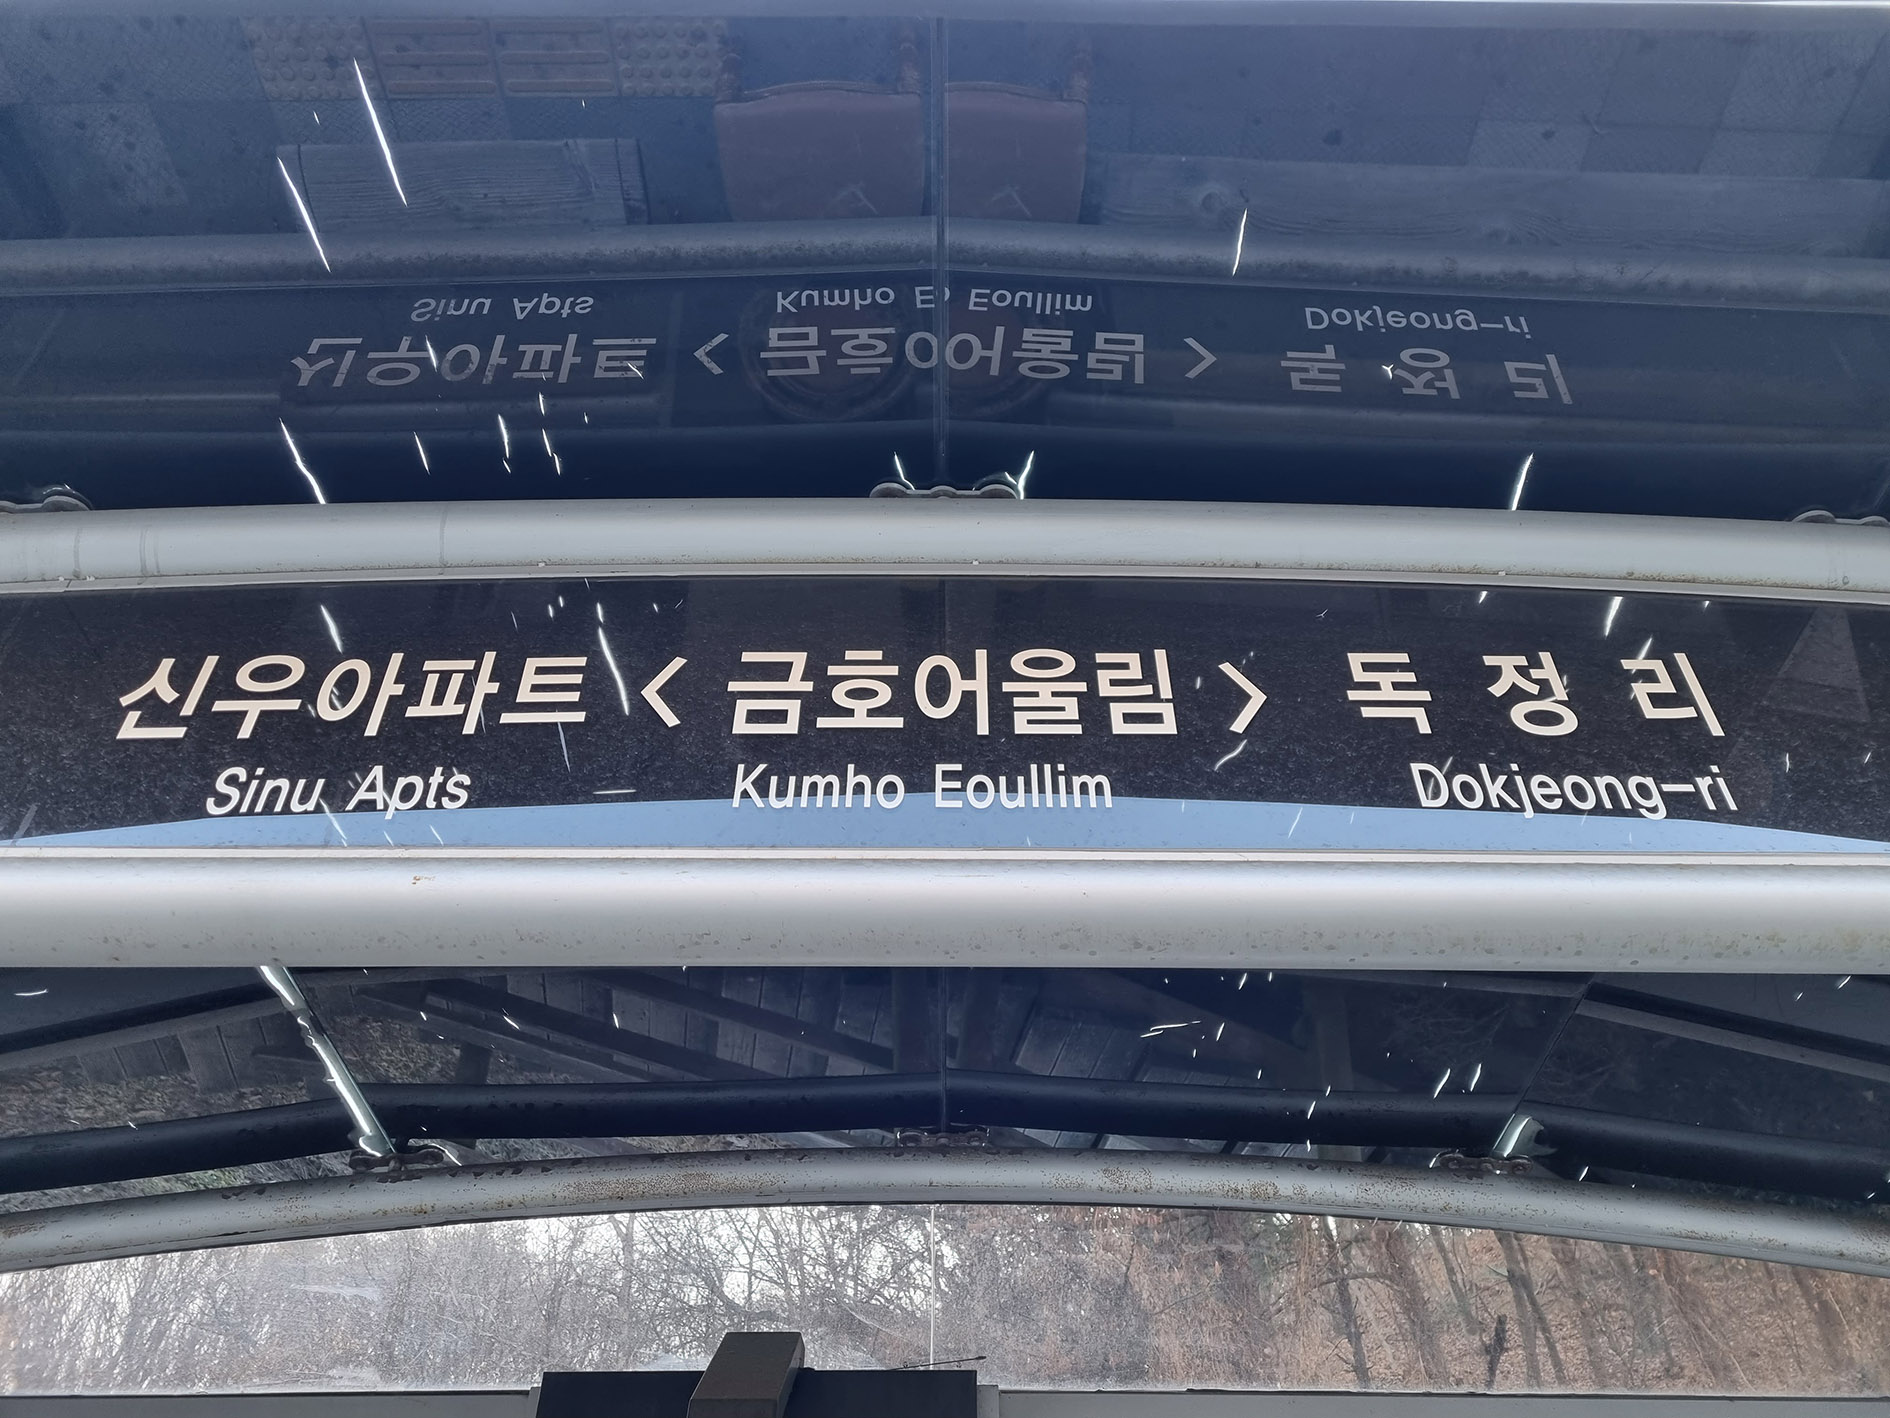 신우아파트 < 금호어울림 > 독 정 리
Sinu Apts Kumho Eoullim Dokjeong-ri